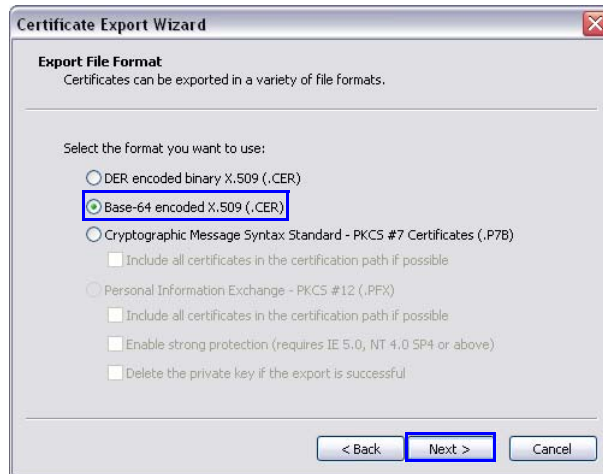 Certificate Export Wizard
Export File Format
Certificates can be exported in a variety of file formats.
Select the format you want to use:
DER encoded binary X.509 (.CER)
Base-64 encoded X.509 (.CER)
Cryptographic Message Syntax Standard - PKCS #7 Certificates (.P7B)
Include all certificates in the certification path if possible
Personal Information Exchange - PKCS #12 (.PFX)
Include all certificates in the certification path if possible
Enable strong protection (requires IE 5.0, NT 4.0 SP4 or above)
Delete the private key if the export is successful
< Back Next > Cancel